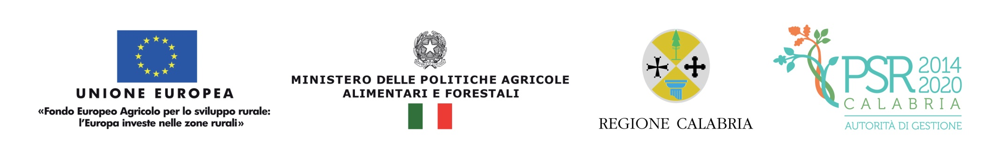 UNIONE EUROPEA
«Fondo Europeo Agricolo per lo sviluppo rurale:
l’Europa investe nelle zone rurali»
REPVBBLICA ITALIANA
MINISTERO DELLE POLITICHE AGRICOLE
ALIMENTARI E FORESTALI
REGIONE CALABRIA
PSR 2014
2020
CALABRIA
AUTORITÀ DI GESTIONE